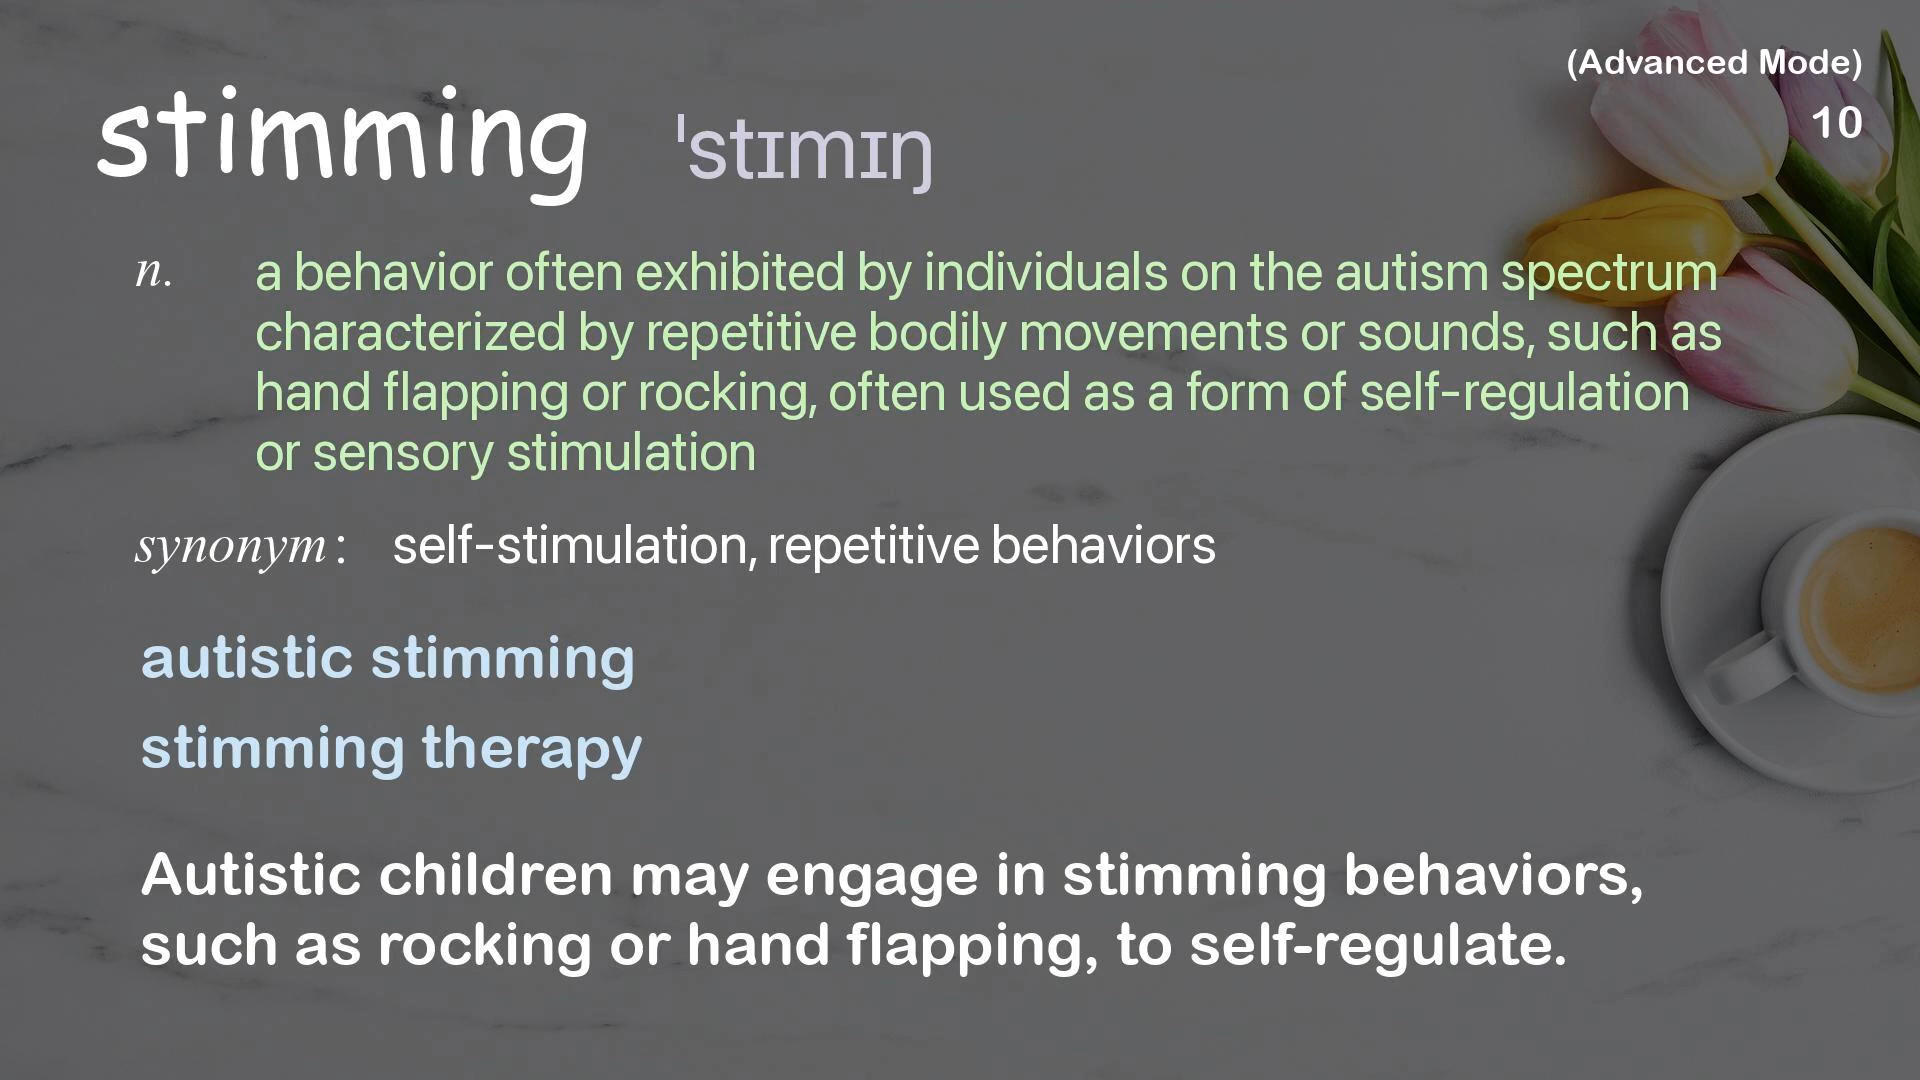 (Advanced Mode)
10
stimming ˈstɪmɪŋ
n. a behavior often exhibited by individuals on the autism spectrum
characterized by repetitive bodily movements or sounds, such as
hand flapping or rocking, often used as a form of self-regulation
or sensory stimulation
synonym: self-stimulation, repetitive behaviors
autistic stimming
stimming therapy
Autistic children may engage in stimming behaviors,
such as rocking or hand flapping, to self-regulate.